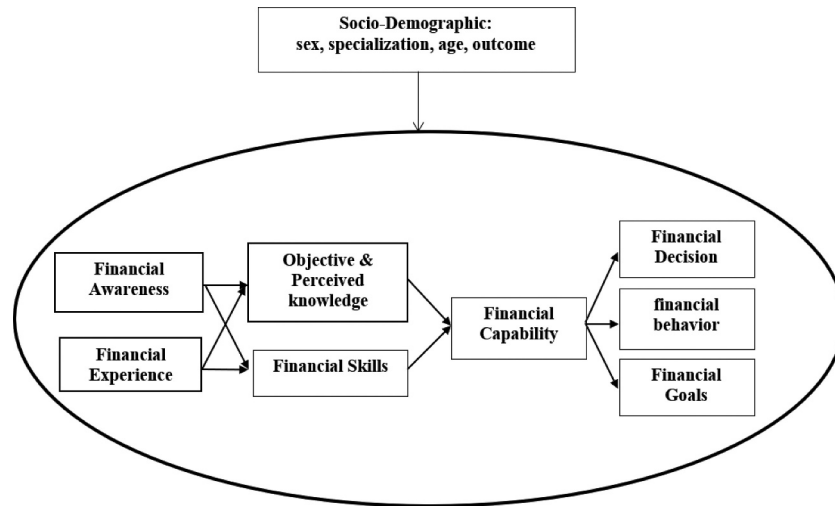 Socio-Demographic:
sex, specialization, age, outcome
Financial
Awareness
Financial
Experience
Objective &
Perceived
knowledge
Financial Skills
Financial
Capability
Financial
Decision
financial
behavior
Financial
Goals